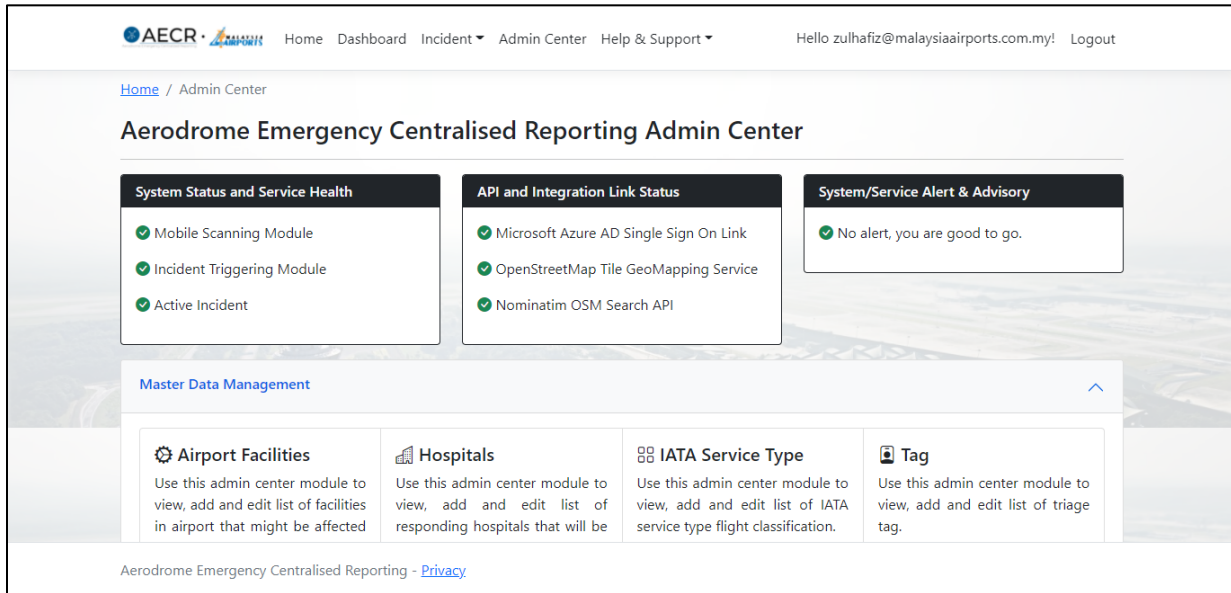 AECR · MALAYSIA AIRPORTS Home Dashboard Incident Admin Center Help & Support Hello zulhafiz@malaysiaairports.com.my! Logout
Home / Admin Center
Aerodrome Emergency Centralised Reporting Admin Center
System Status and Service Health
Mobile Scanning Module
Incident Triggering Module
Active Incident
API and Integration Link Status
Microsoft Azure AD Single Sign On Link
OpenStreetMap Tile GeoMapping Service
Nominatim OSM Search API
System/Service Alert & Advisory
No alert, you are good to go.
Master Data Management
Airport Facilities
Use this admin center module to
view, add and edit list of facilities
in airport that might be affected
Hospitals
Use this admin center module to
view, add and edit list of
responding hospitals that will be
IATA Service Type
Use this admin center module to
view, add and edit list of IATA
service type flight classification.
Tag
Use this admin center module to
view, add and edit list of triage
tag.
Aerodrome Emergency Centralised Reporting - Privacy